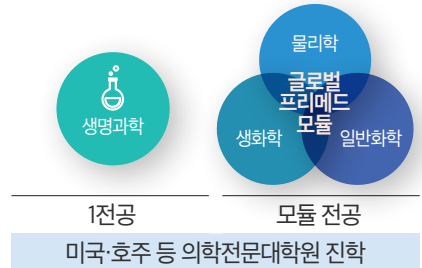 생명과학
물리학
글로벌
프리메드
모듈
생화학
일반화학
1전공
모듈 전공
미국·호주 등 의학전문대학원 진학